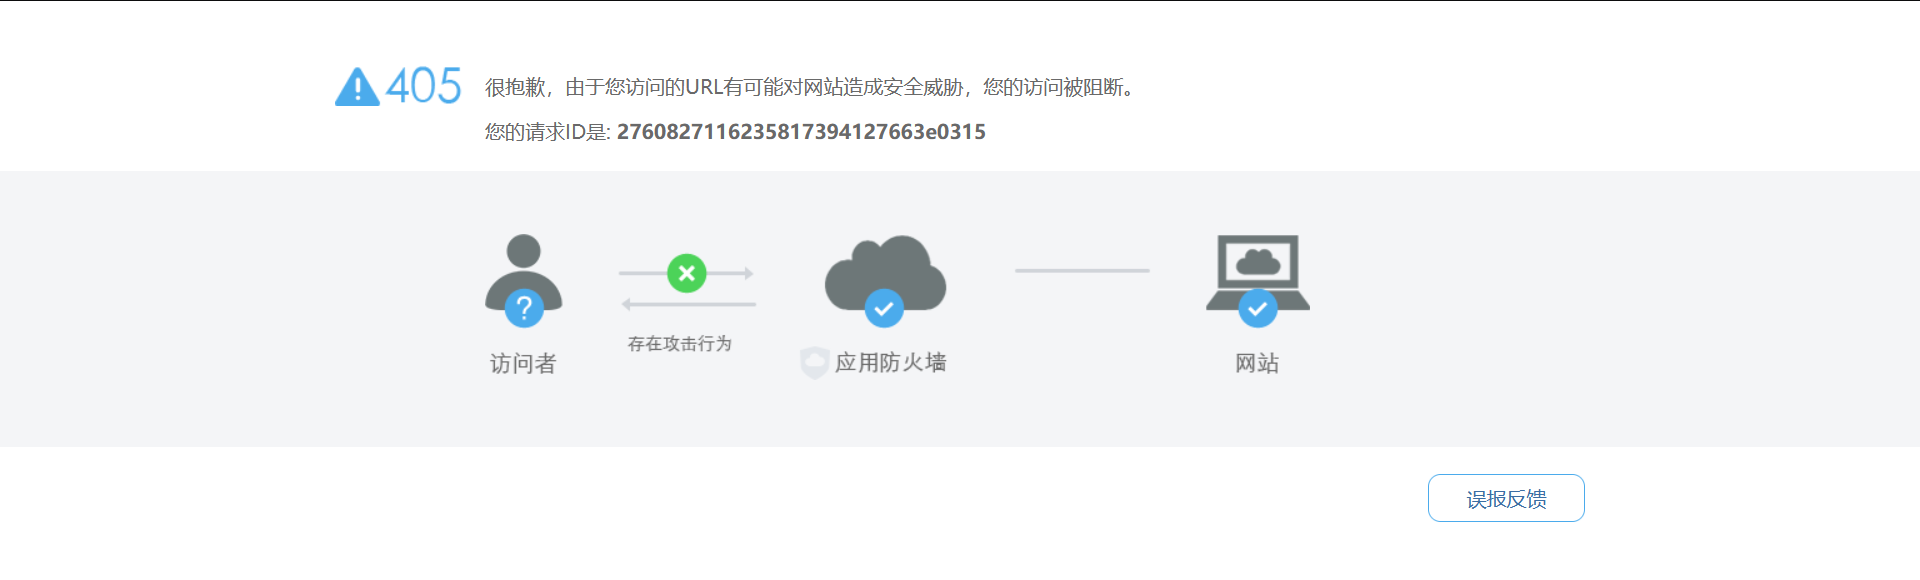 405 很抱歉，由于您访问的URL有可能对网站造成安全威胁，您的访问被阻断。
您的请求ID是: 2760827116235817394127663e0315
存在攻击行为
访问者
应用防火墙
网站
误报反馈